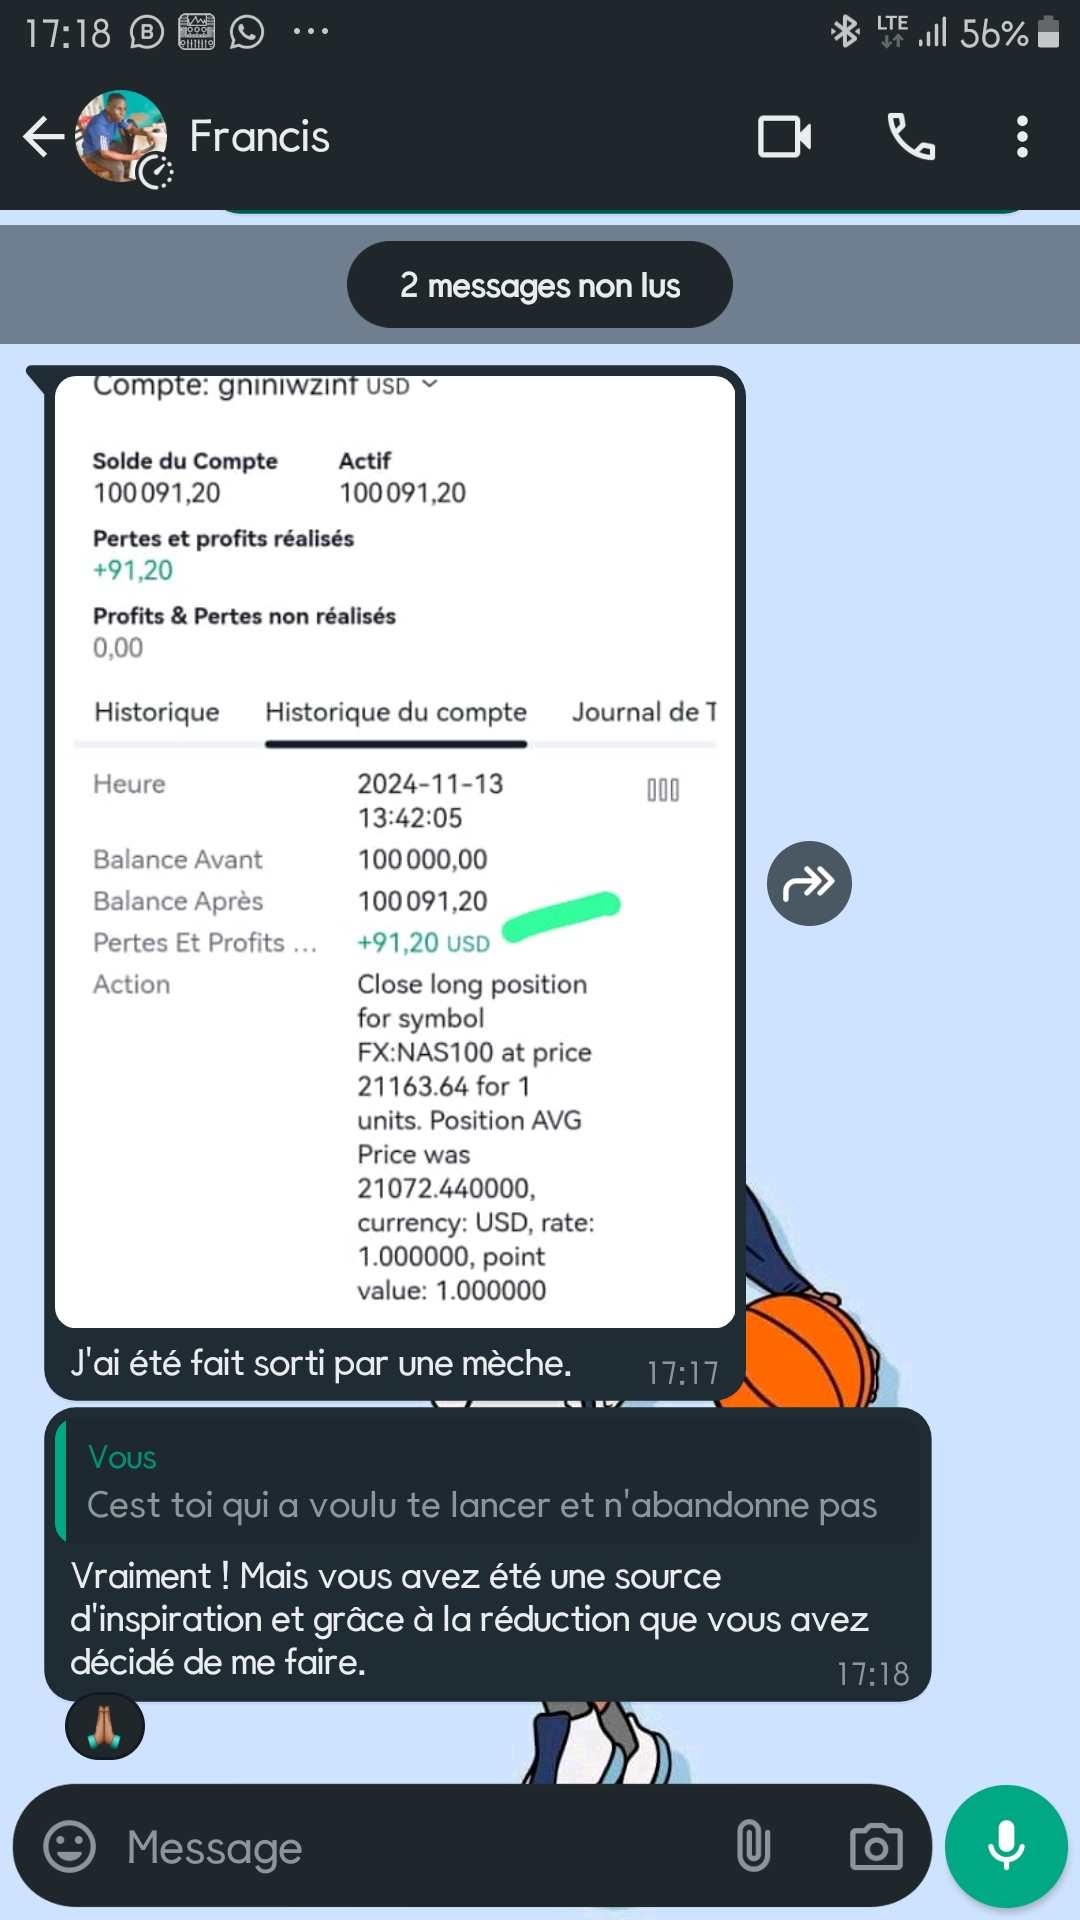 17:18
LTE
56%
Francis
2 messages non lus
Compte: gniniwzinf USD
Solde du Compte Actif
100 091,20 100 091,20
Pertes et profits réalisés
+91,20
Profits & Pertes non réalisés
0,00
Historique Historique du compte Journal de T
Heure 2024-11-13
13:42:05
Balance Avant 100 000,00
Balance Après 100 091,20
Pertes Et Profits ... +91,20 USD
Action Close long position
for symbol
FX:NAS100 at price
21163.64 for 1
units. Position AVG
Price was
21072.440000,
currency: USD, rate:
1.000000, point
value: 1.000000
J'ai été fait sorti par une mèche. 17:17
Vous
Cest toi qui a voulu te lancer et n'abandonne pas
Vraiment ! Mais vous avez été une source
d'inspiration et grâce à la réduction que vous avez
décidé de me faire. 17:18
Message